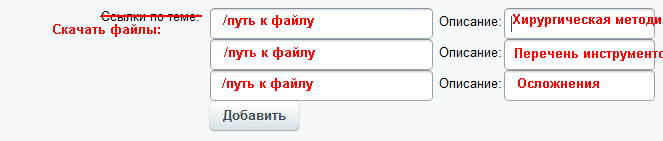 Ссылки по теме:
Скачать файлы:
/путь к файлу Описание: Хирургическая методи
/путь к файлу Описание: Перечень инструменто
/путь к файлу Описание: Осложнения
Добавить